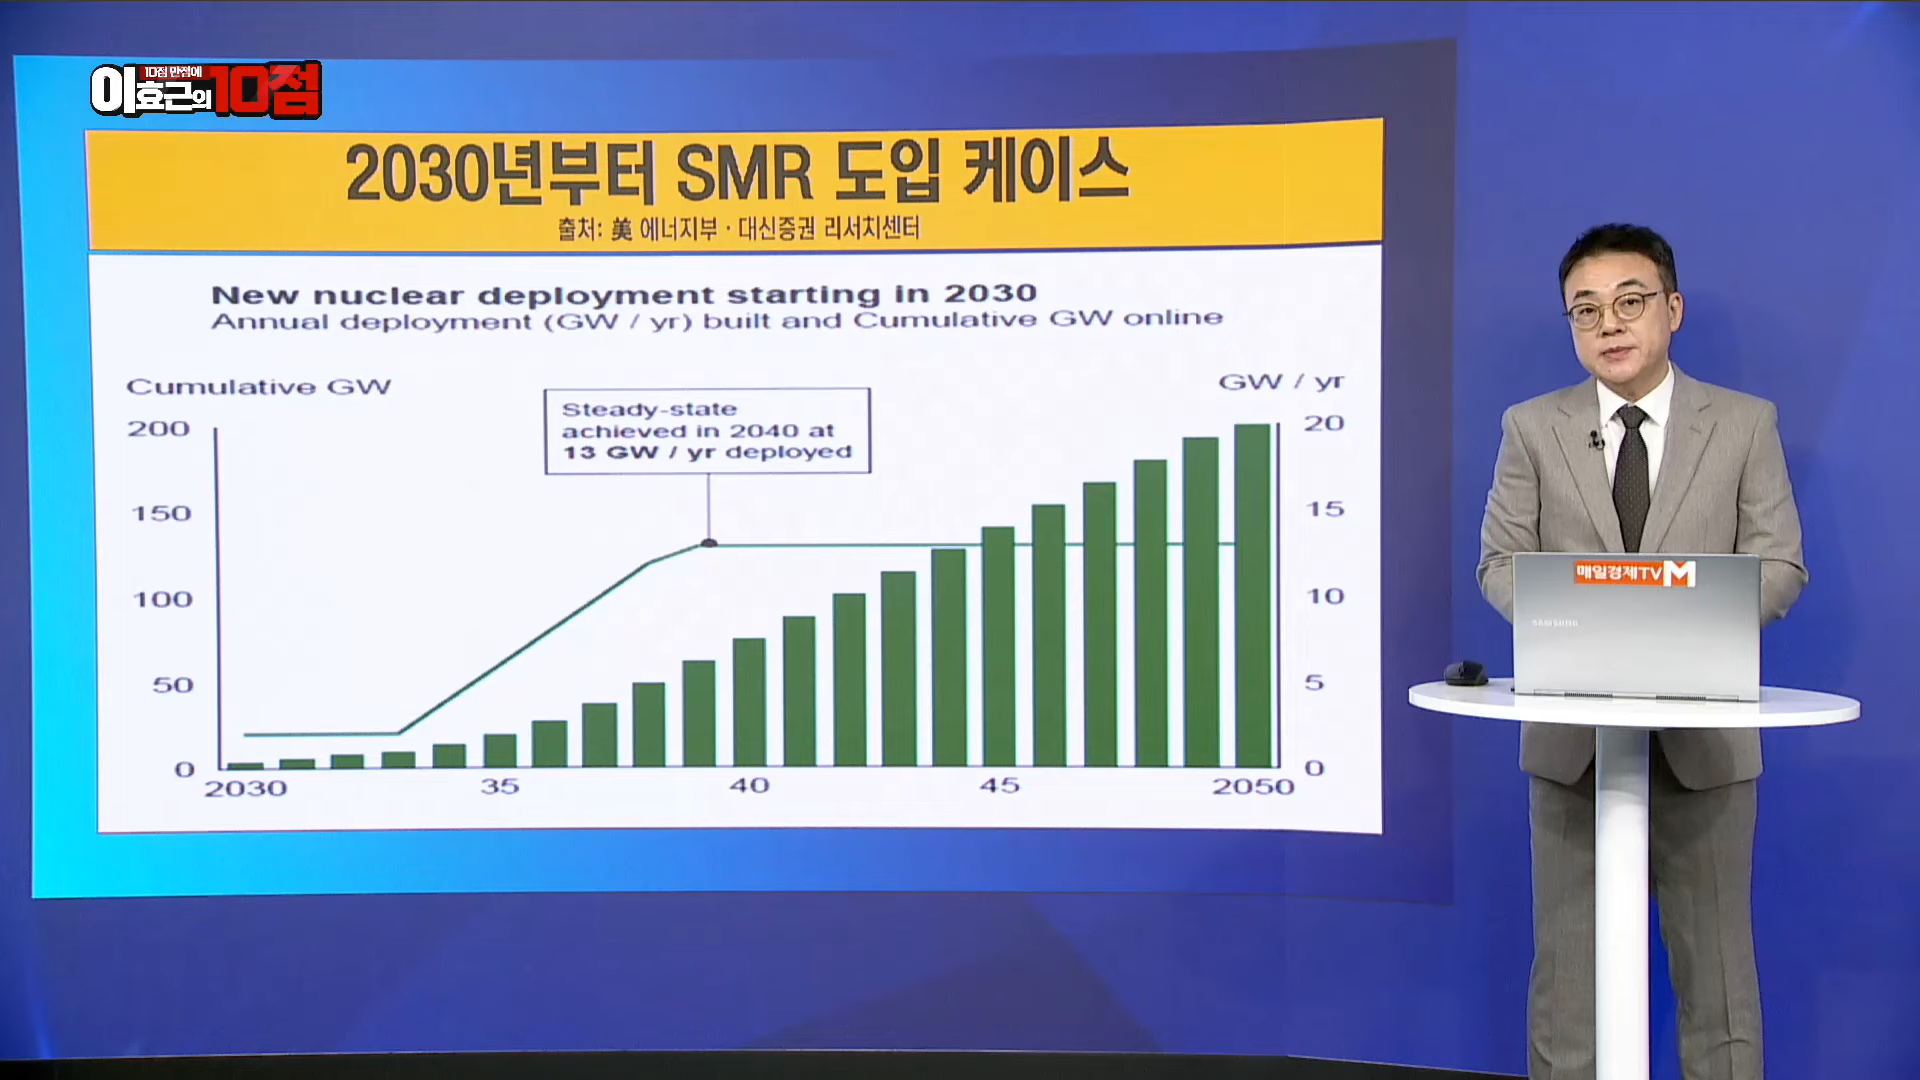 10점 만점에
이효근의 10점
2030년부터 SMR 도입 케이스
출처: 美 에너지부 · 대신증권 리서치센터
New nuclear deployment starting in 2030
Annual deployment (GW / yr) built and Cumulative GW online
Cumulative GW
GW / yr
Steady-state
achieved in 2040 at
13 GW / yr deployed
200
150
100
50
0
20
15
10
5
0
2030
35
40
45
2050
매일경제TV M
SAMSUNG